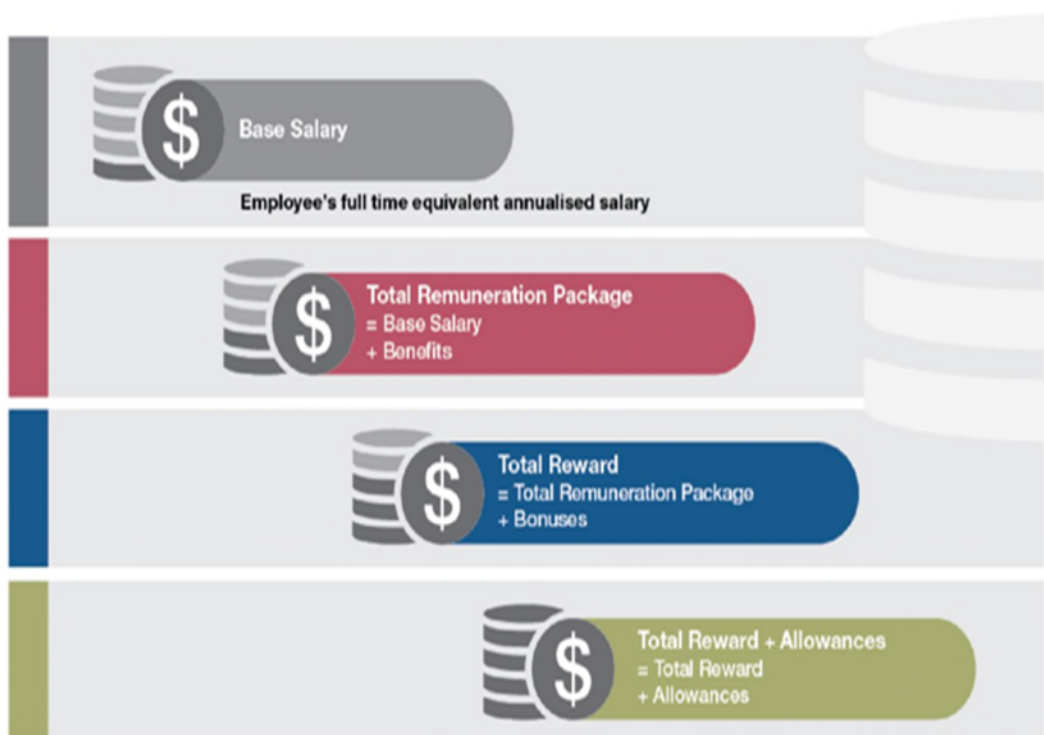 $ Base Salary
Employee's full time equivalent annualised salary
Total Remuneration Package
$ = Base Salary
+ Benefits
Total Reward
$ = Total Remuneration Package
+ Bonuses
Total Reward + Allowances
$ = Total Reward
+ Allowances